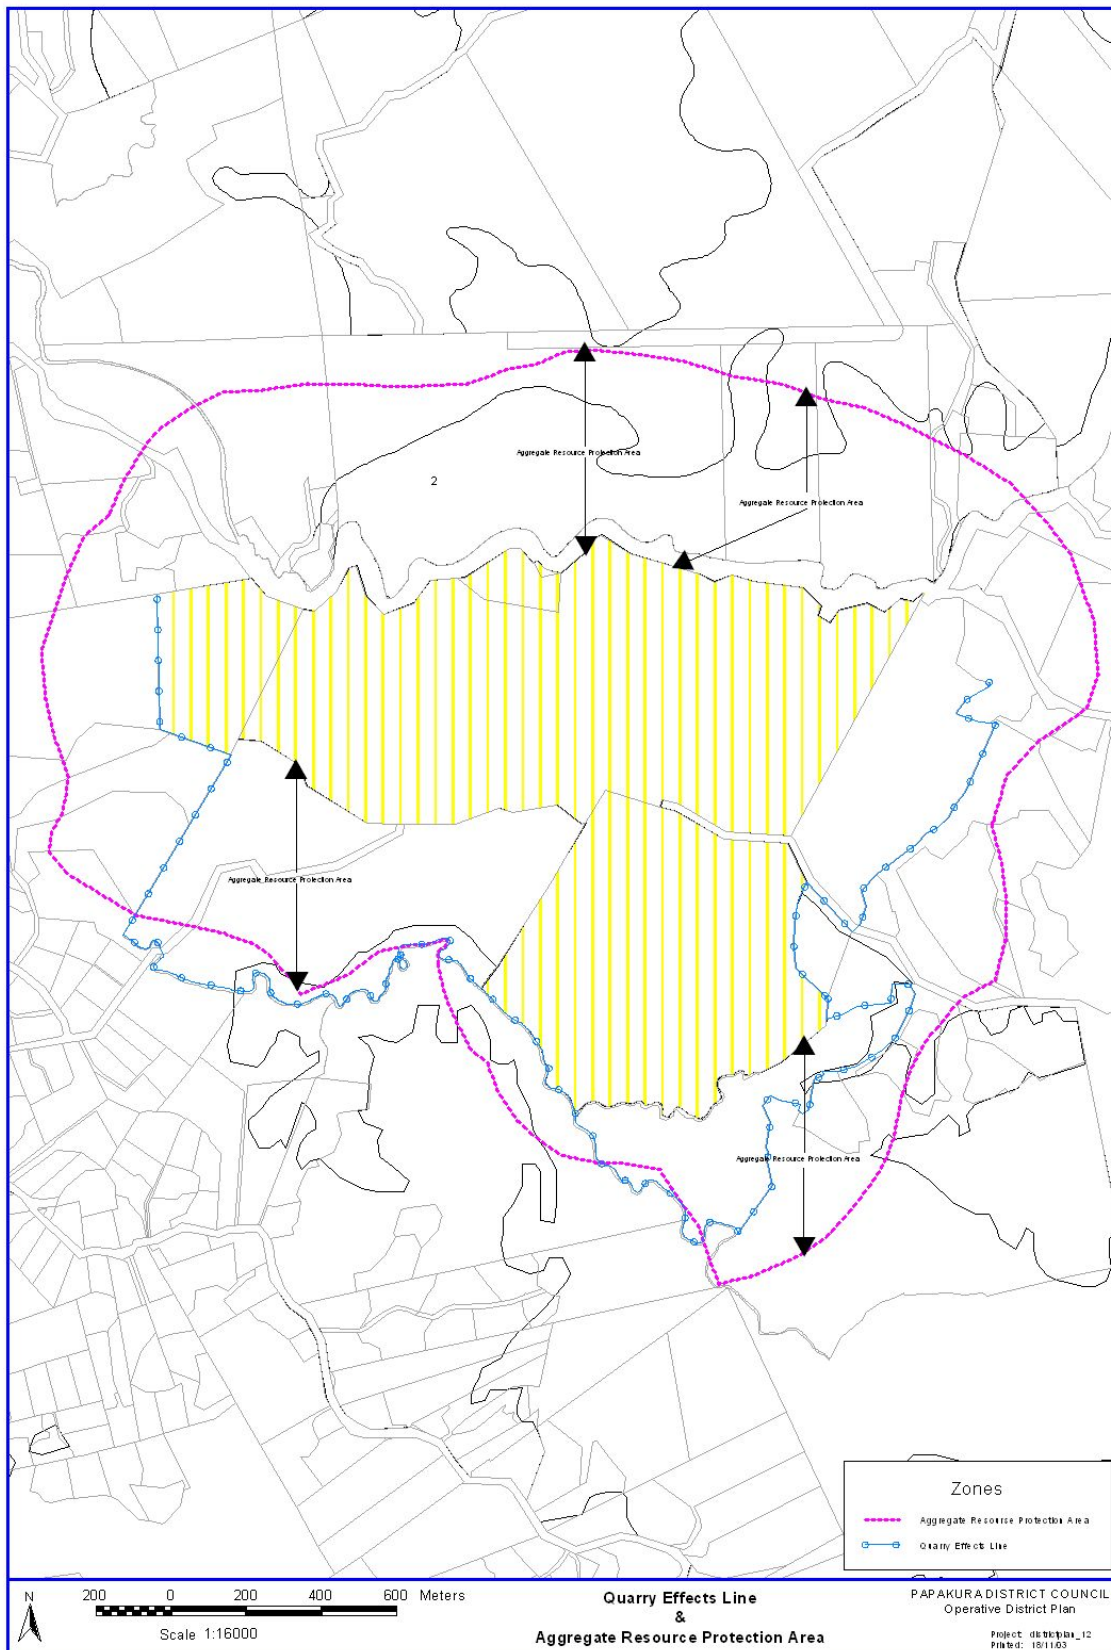 Aggregate Resource Protection Area
2
Aggregate Resource Protection Area
Aggregate Resource Protection Area
Aggregate Resource Protection Area
Zones
Aggregate Resourse Protection Area
Quarry Effects Line
N
200 0 200 400 600 Meters
Scale 1:16000
Quarry Effects Line
&
Aggregate Resource Protection Area
PAPAKURA DISTRICT COUNCIL
Operative District Plan
Project: districtplan_12
Printed: 18/11/03